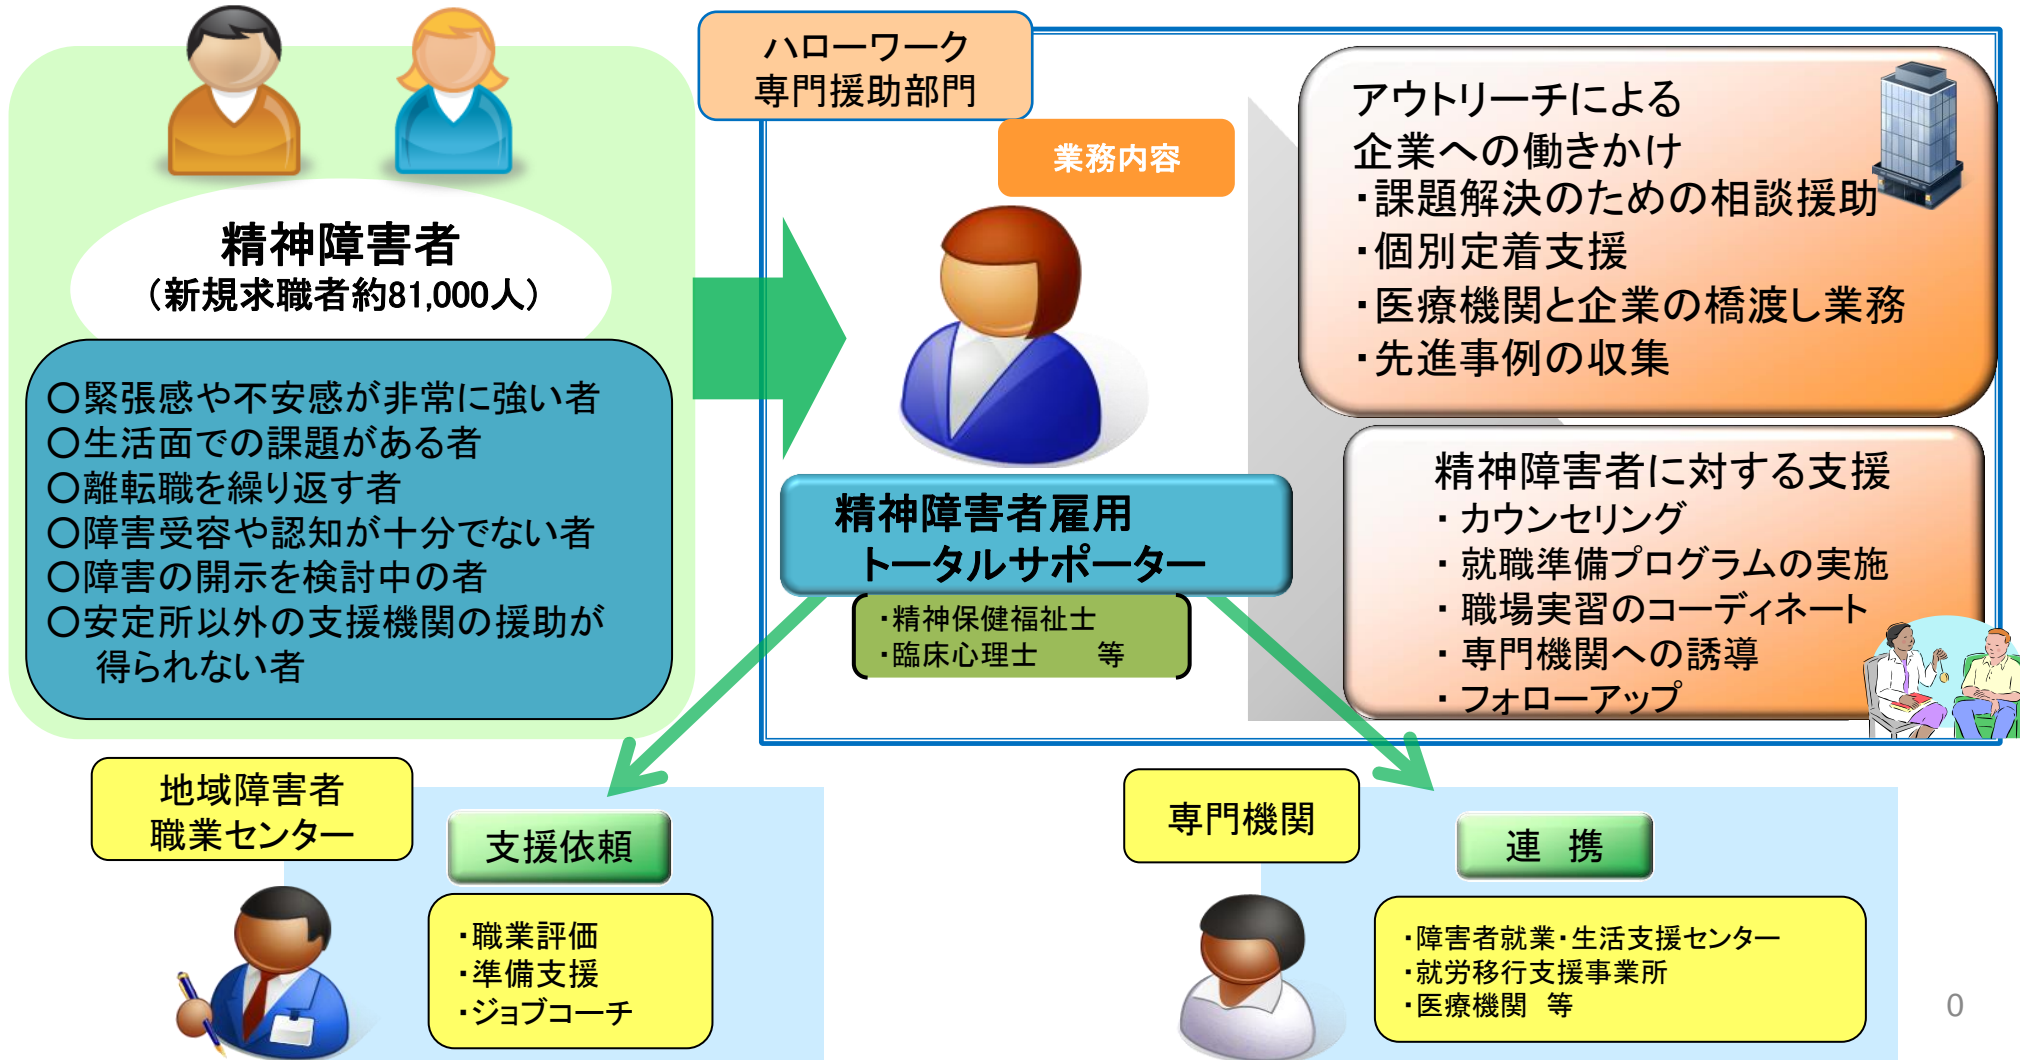 精神障害者
（新規求職者約81,000人）
〇緊張感や不安感が非常に強い者
〇生活面での課題がある者
〇離転職を繰り返す者
〇障害受容や認知が十分でない者
〇障害の開示を検討中の者
〇安定所以外の支援機関の援助が
得られない者
ハローワーク
専門援助部門
業務内容
精神障害者雇用
トータルサポーター
・精神保健福祉士
・臨床心理士　　等
アウトリーチによる
企業への働きかけ
・課題解決のための相談援助
・個別定着支援
・医療機関と企業の橋渡し業務
・先進事例の収集
精神障害者に対する支援
・カウンセリング
・就職準備プログラムの実施
・職場実習のコーディネート
・専門機関への誘導
・フォローアップ
地域障害者
職業センター
支援依頼
・職業評価
・準備支援
・ジョブコーチ
専門機関
連　携
・障害者就業・生活支援センター
・就労移行支援事業所
・医療機関　等
0